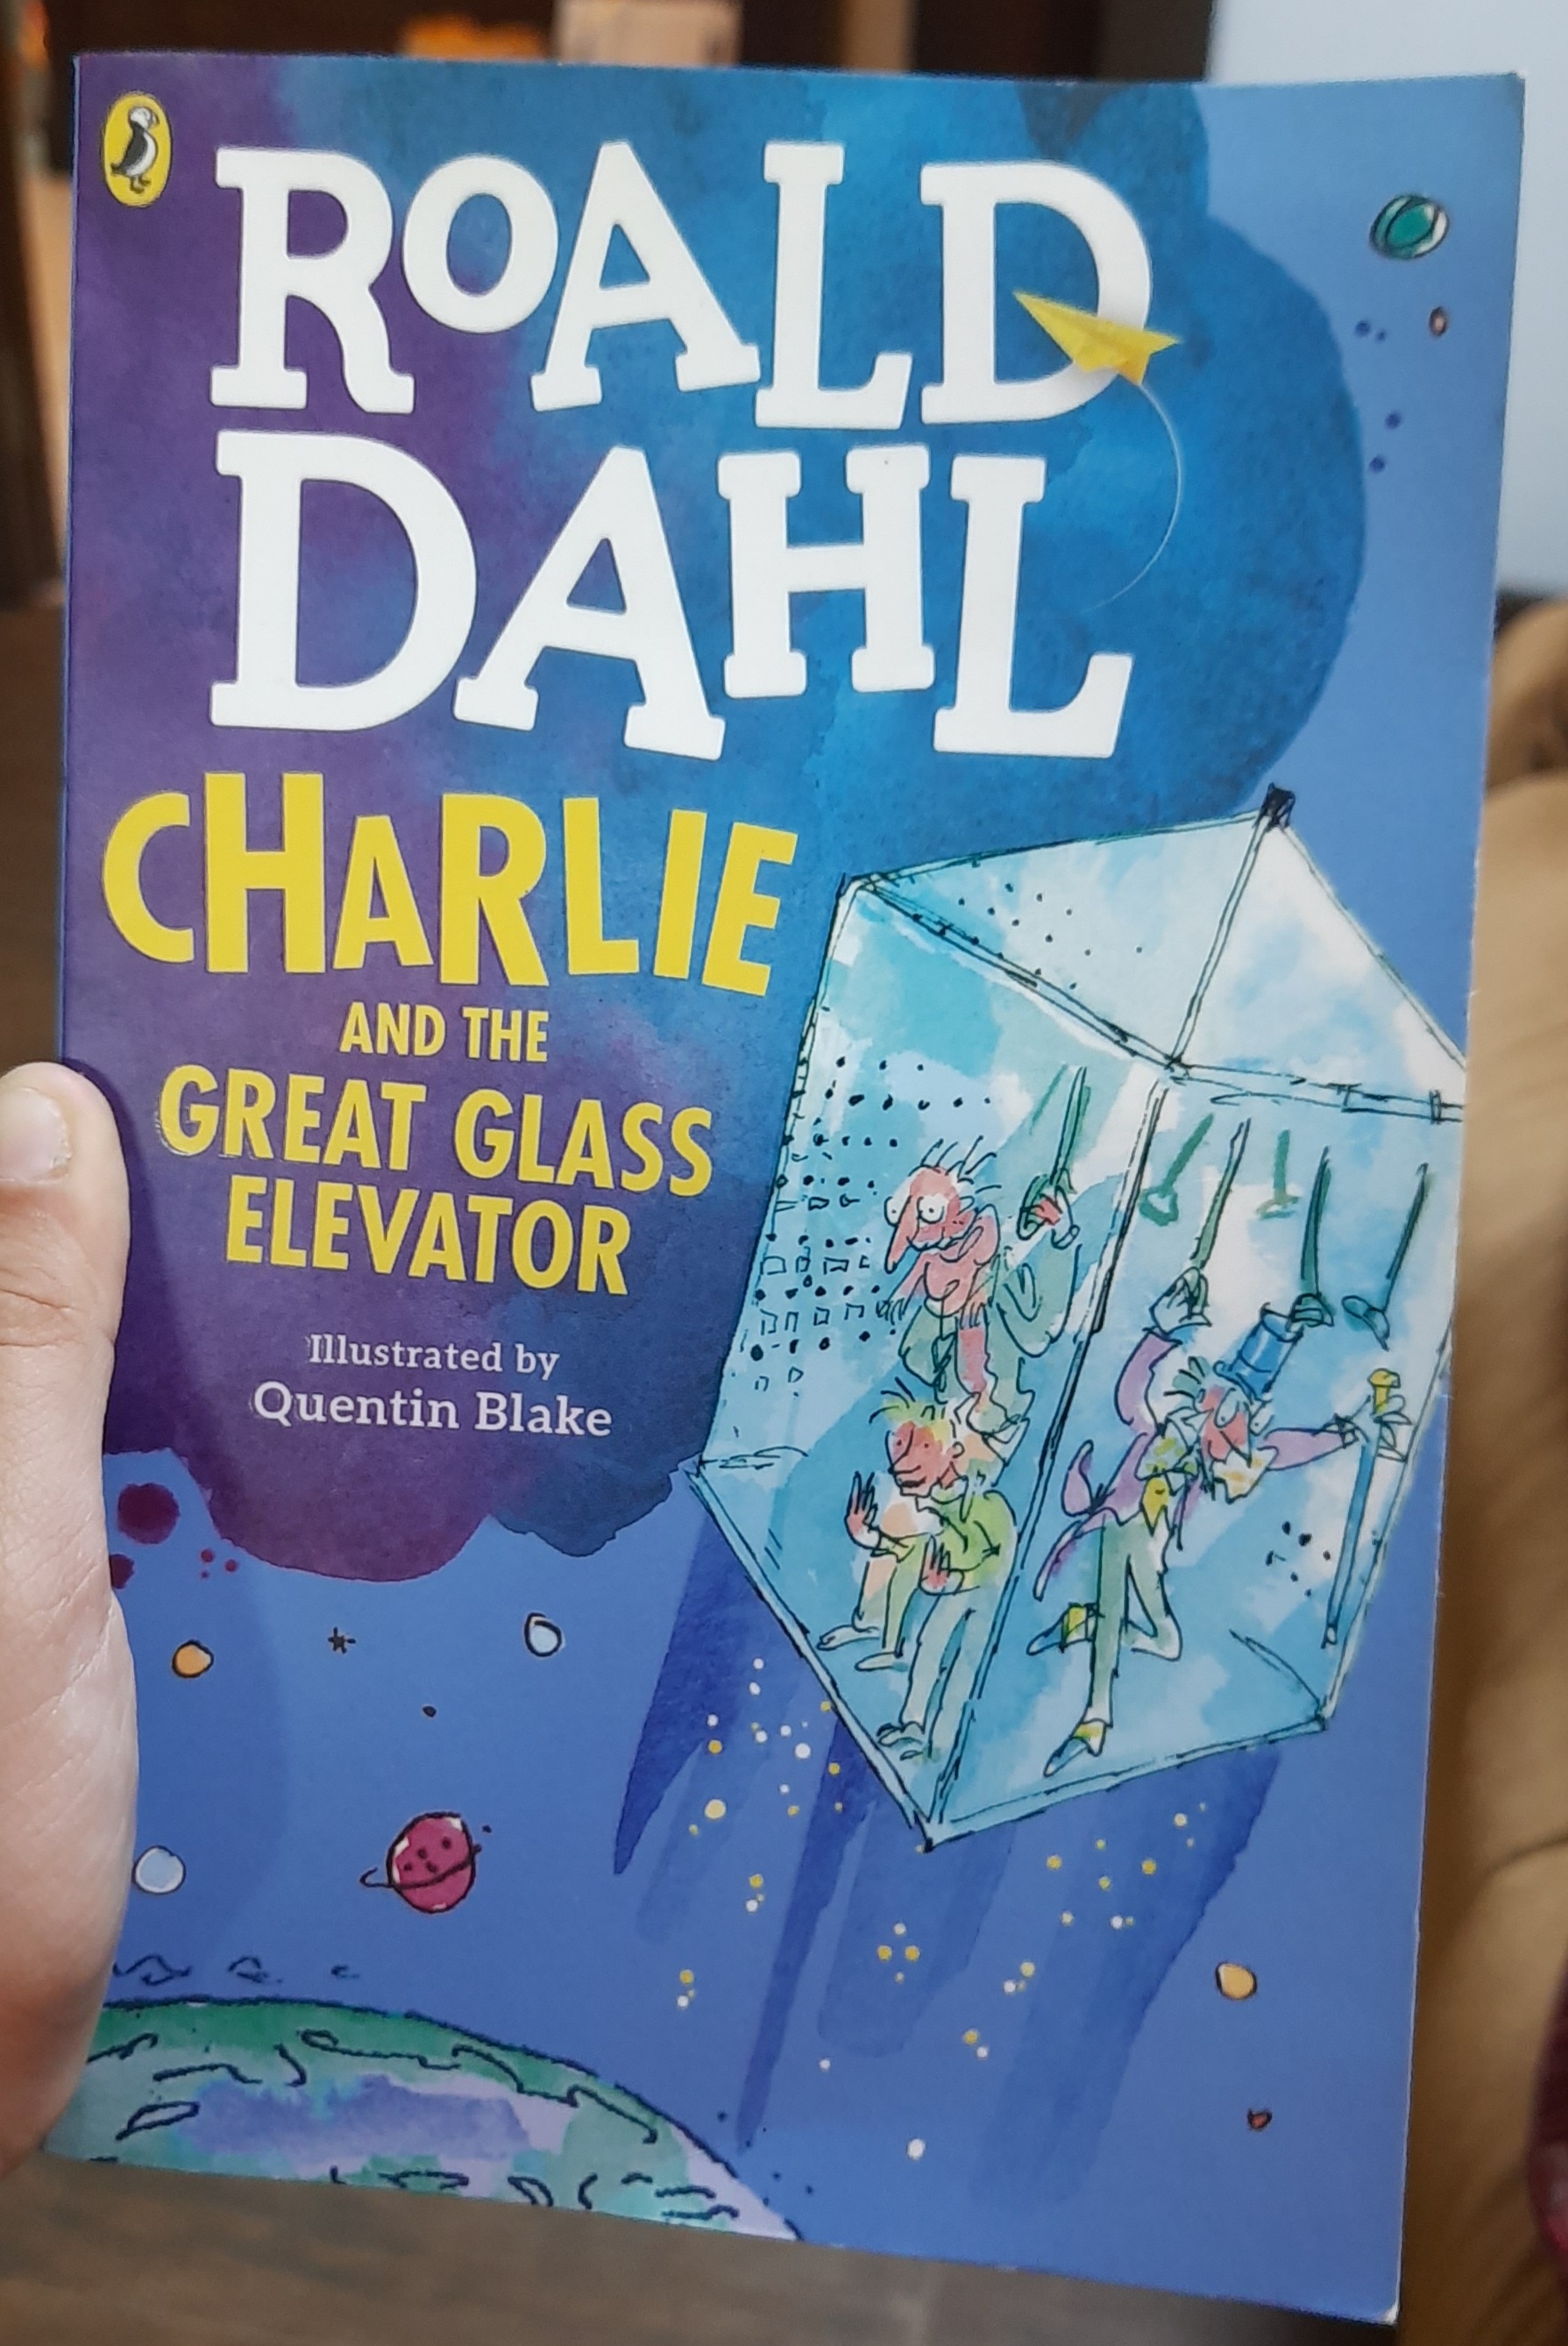 ROALD
DAHL
CHARLIE
AND THE
GREAT GLASS
ELEVATOR
Illustrated by
Quentin Blake